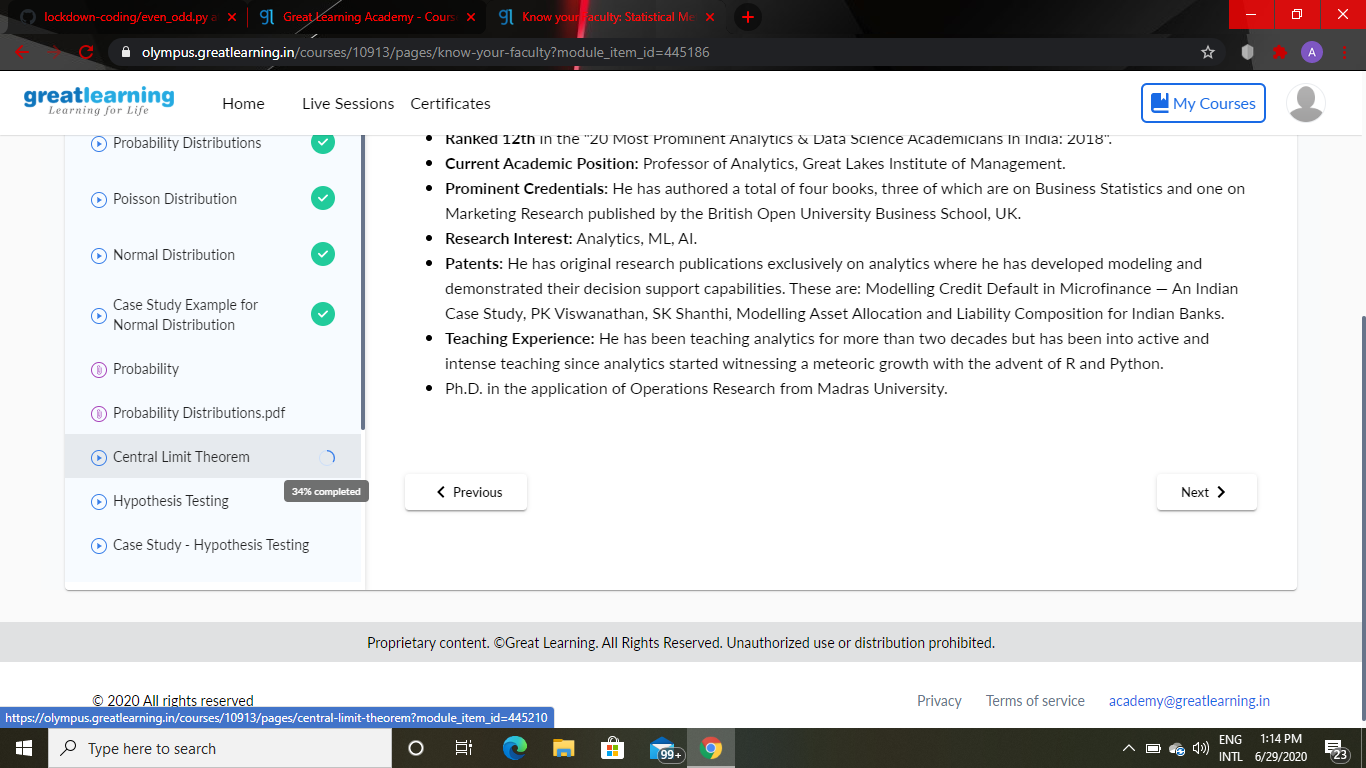 lockdown-coding/even_odd.py a
Great Learning Academy - Cours
Know your faculty: Statistical Me
olympus.greatlearning.in/courses/10913/pages/know-your-faculty?module_item_id=445186
A
greatlearning
Learning for Life
Home
Live Sessions
Certificates
My Courses
Probability Distributions
Poisson Distribution
Normal Distribution
Case Study Example for
Normal Distribution
Probability
Probability Distributions.pdf
Central Limit Theorem
34% completed
Hypothesis Testing
Case Study - Hypothesis Testing
Ranked 12th in the "20 Most Prominent Analytics & Data Science Academicians In India: 2018".
Current Academic Position: Professor of Analytics, Great Lakes Institute of Management.
Prominent Credentials: He has authored a total of four books, three of which are on Business Statistics and one on
Marketing Research published by the British Open University Business School, UK.
Research Interest: Analytics, ML, AI.
Patents: He has original research publications exclusively on analytics where he has developed modeling and
demonstrated their decision support capabilities. These are: Modelling Credit Default in Microfinance — An Indian
Case Study, PK Viswanathan, SK Shanthi, Modelling Asset Allocation and Liability Composition for Indian Banks.
Teaching Experience: He has been teaching analytics for more than two decades but has been into active and
intense teaching since analytics started witnessing a meteoric growth with the advent of R and Python.
Ph.D. in the application of Operations Research from Madras University.
Previous
Next
Proprietary content. ©Great Learning. All Rights Reserved. Unauthorized use or distribution prohibited.
© 2020 All rights reserved
Privacy
Terms of service
academy@greatlearning.in
https://olympus.greatlearning.in/courses/10913/pages/central-limit-theorem?module_item_id=445210
Type here to search
99+
ENG
INTL
1:14 PM
6/29/2020
23